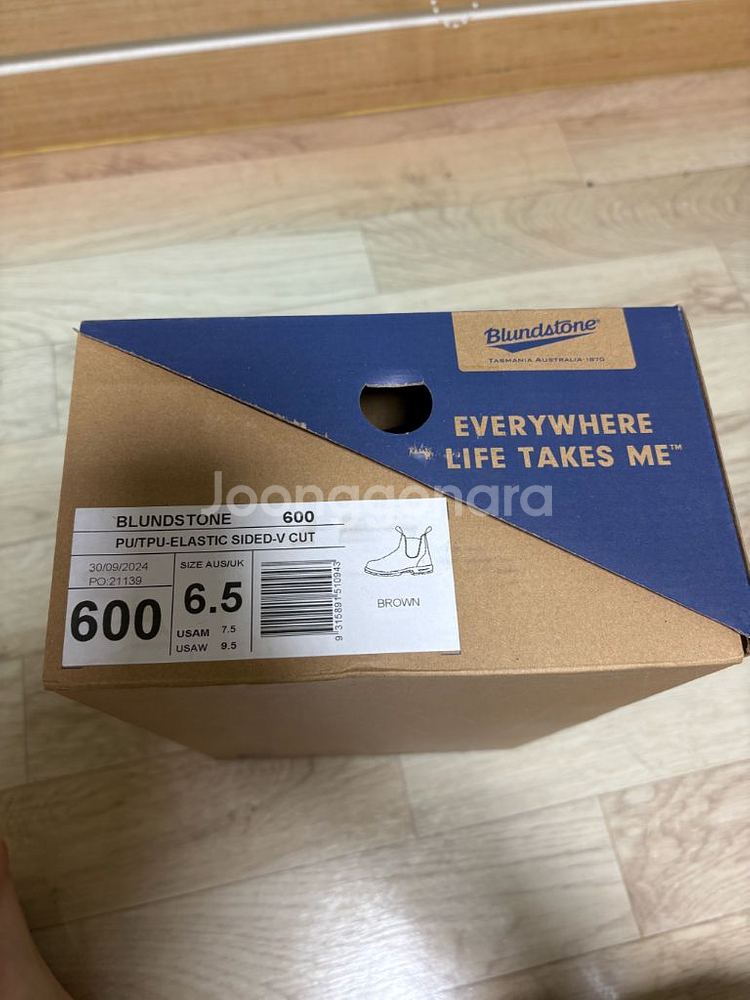 Blundstone®
TASMANIA AUSTRALIA·1870
EVERYWHERE
LIFE TAKES ME™
Joonggonara
BLUNDSTONE 600
PU/TPU-ELASTIC SIDED-V CUT
30/09/2024
PO:21139
600
SIZE AUS/UK
6.5
USAM 7.5
USAW 9.5
9 315891 510943
BROWN